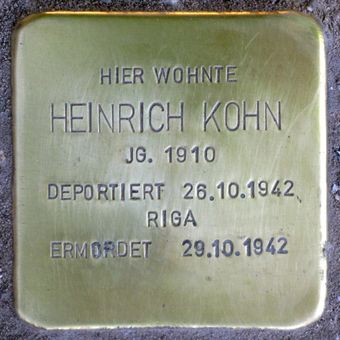 HIER WOHNTE
HEINRICH KOHN
JG. 1910
DEPORTIERT 26.10.1942
RIGA
ERMORDET 29.10.1942